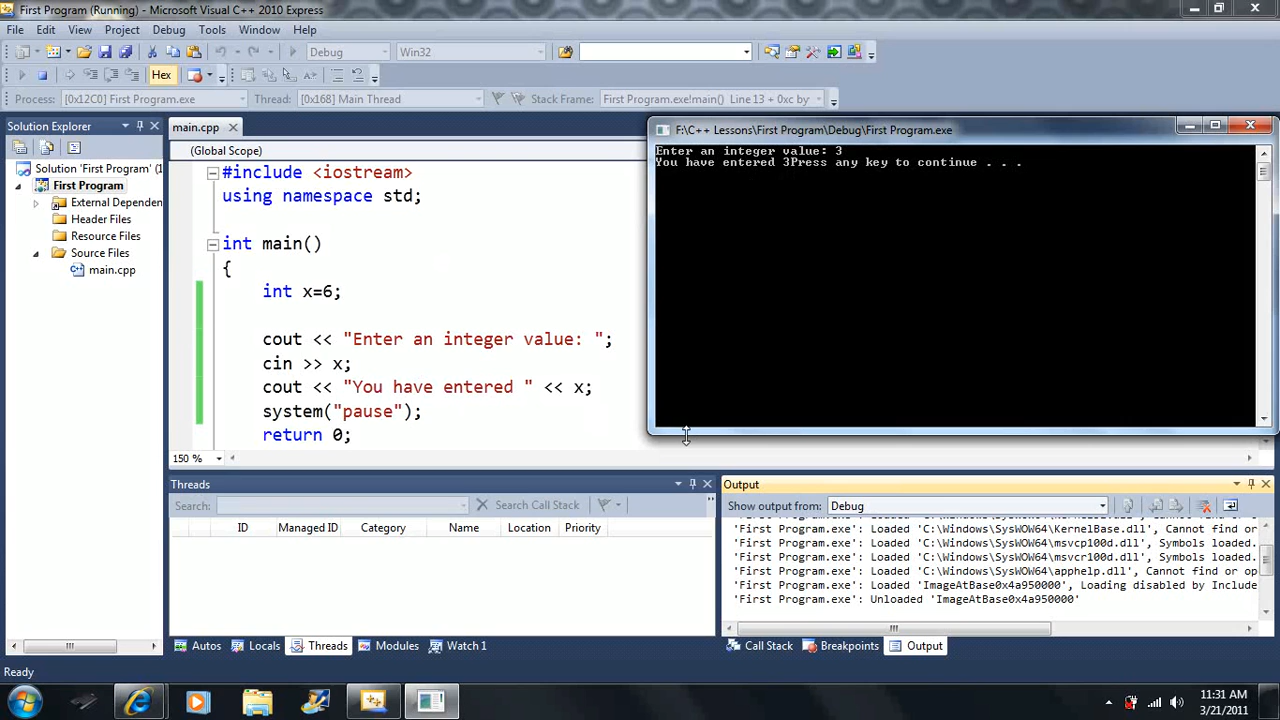 First Program (Running) - Microsoft Visual C++ 2010 Express
File Edit View Project Debug Tools Window Help
Debug Win32
Hex
Process: [0x12C0] First Program.exe Thread: [0x168] Main Thread Stack Frame: First Program.exe!main() Line 13 + 0xc by
Solution Explorer
Solution 'First Program' (1
First Program
External Dependen
Header Files
Resource Files
Source Files
main.cpp
main.cpp
(Global Scope)
#include <iostream>
using namespace std;
int main()
{
int x=6;
cout << "Enter an integer value: ";
cin >> x;
cout << "You have entered " << x;
system("pause");
return 0;
150 %
F:\C++ Lessons\First Program\Debug\First Program.exe
Enter an integer value: 3
You have entered 3Press any key to continue . . .
Threads
Search: Search Call Stack
ID Managed ID Category Name Location Priority
Autos Locals Threads Modules Watch 1
Output
Show output from: Debug
'First Program.exe': Loaded 'C:\Windows\SysWOW64\KernelBase.dll', Cannot find or
'First Program.exe': Loaded 'C:\Windows\SysWOW64\msvcp100d.dll', Symbols loaded.
'First Program.exe': Loaded 'C:\Windows\SysWOW64\msvcr100d.dll', Symbols loaded.
'First Program.exe': Loaded 'C:\Windows\SysWOW64\apphelp.dll', Cannot find or op
'First Program.exe': Loaded 'ImageAtBase0x4a950000', Loading disabled by Include
'First Program.exe': Unloaded 'ImageAtBase0x4a950000'
Call Stack Breakpoints Output
Ready
11:31 AM
3/21/2011